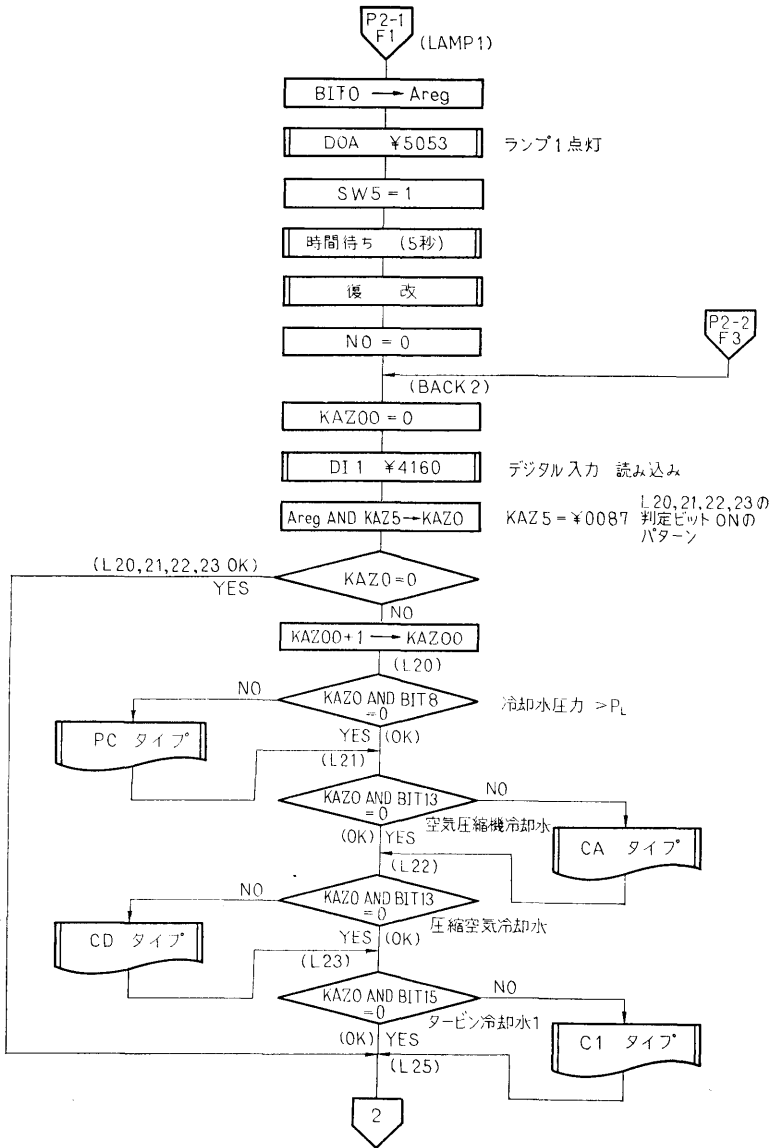 P2-1
F1
(LAMP1)
BIT0 → Areg
DOA ¥5053
ランプ1点灯
SW5=1
時間待ち (5秒)
復 改
NO=0
P2-2
F3
(BACK2)
KAZ00=0
DI1 ¥4160
デジタル入力 読み込み
Areg AND KAZ5→KAZ0
KAZ5=¥0087
L20,21,22,23の
判定ビットONの
パターン
(L20,21,22,23 OK)
YES
KAZ0=0
NO
KAZ00+1 → KAZ00
(L20)
NO
KAZ0 AND BIT8
=0
冷却水圧力 >PL
PC タイプ
YES (OK)
(L21)
KAZ0 AND BIT13
=0
NO
空気圧縮機冷却水
CA タイプ
(OK) YES
(L22)
NO
KAZ0 AND BIT13
=0
圧縮空気冷却水
CD タイプ
YES (OK)
(L23)
KAZ0 AND BIT15
=0
NO
タービン冷却水1
C1 タイプ
(OK) YES
(L25)
2